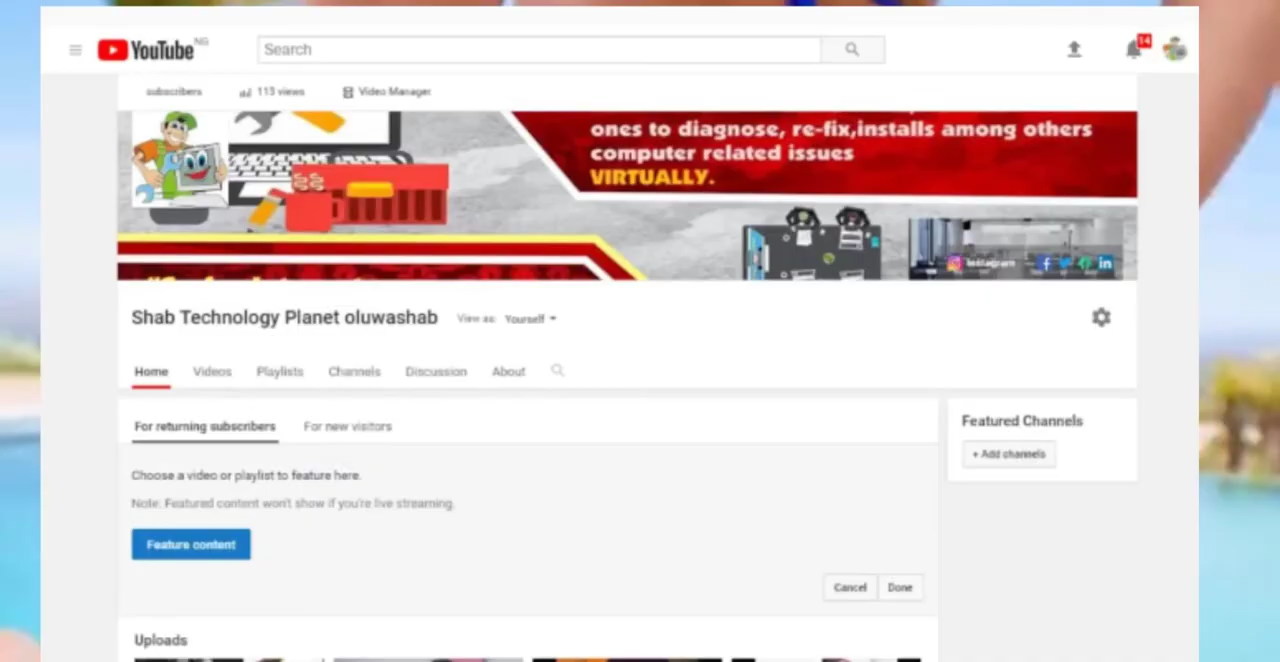 YouTube NG
Search
14
subscribers
113 views
Video Manager
ones to diagnose, re-fix,installs among others
computer related issues
VIRTUALLY.
Instagram
in
Shab Technology Planet oluwashab
View as: Yourself
Home
Videos
Playlists
Channels
Discussion
About
For returning subscribers
For new visitors
Featured Channels
+ Add channels
Choose a video or playlist to feature here.
Note: Featured content won't show if you're live streaming.
Feature content
Cancel
Done
Uploads